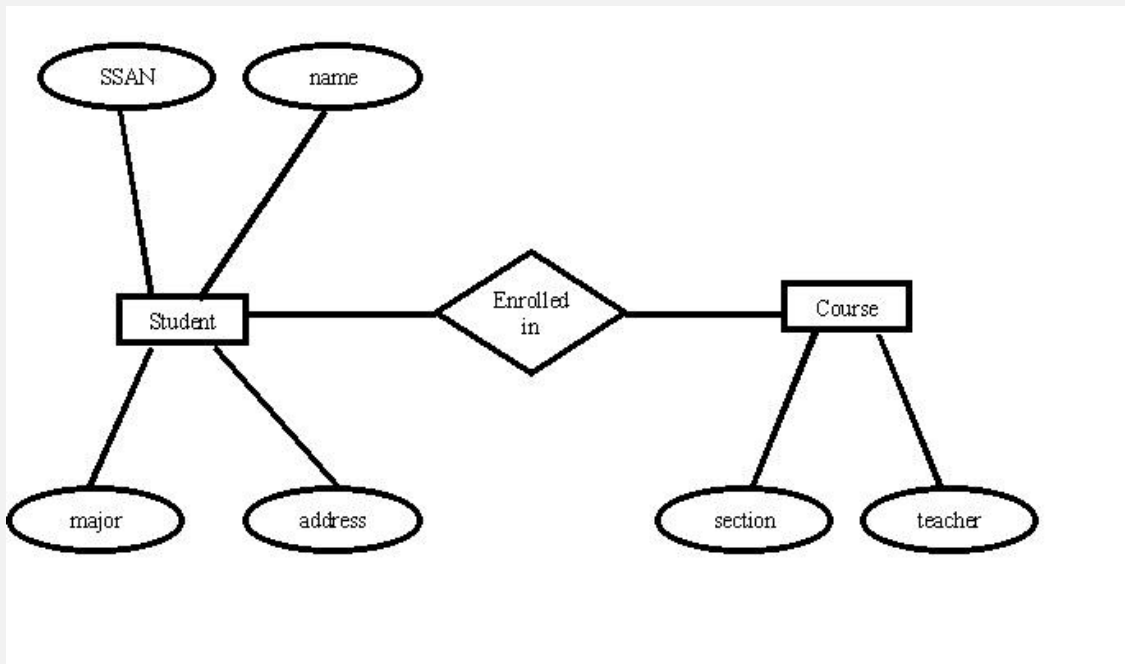 SSAN
name
Enrolled
in
Student
Course
major
address
section
teacher